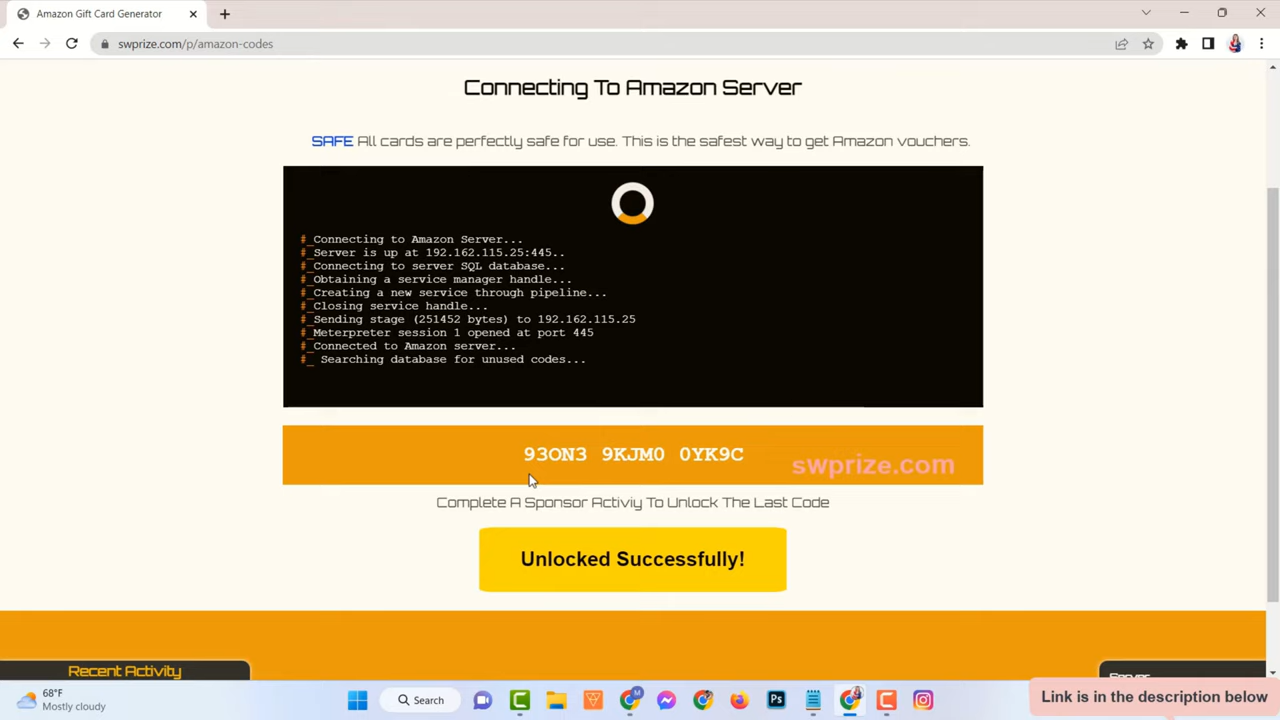 Amazon Gift Card Generator
swprize.com/p/amazon-codes
Connecting To Amazon Server
SAFE All cards are perfectly safe for use. This is the safest way to get Amazon vouchers.
#_Connecting to Amazon Server...
#_Server is up at 192.162.115.25:445..
#_Connecting to server SQL database...
#_Obtaining a service manager handle...
#_Creating a new service through pipeline...
#_Closing service handle...
#_Sending stage (251452 bytes) to 192.162.115.25
#_Meterpreter session 1 opened at port 445
#_Connected to Amazon server...
#_ Searching database for unused codes...
93ON3 9KJM0 0YK9C
swprize.com
Complete A Sponsor Activiy To Unlock The Last Code
Unlocked Successfully!
Recent Activity
Server
68°F
Mostly cloudy
Search
M
Ps
Link is in the description below